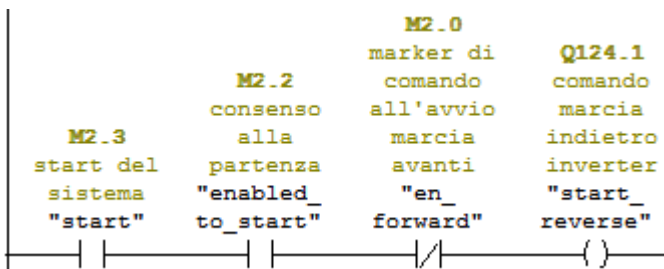 M2.3
start del
sistema
"start"
M2.2
consenso
alla
partenza
"enabled_
to_start"
M2.0
marker di
comando
all'avvio
marcia
avanti
"en_
forward"
Q124.1
comando
marcia
indietro
inverter
"start_
reverse"